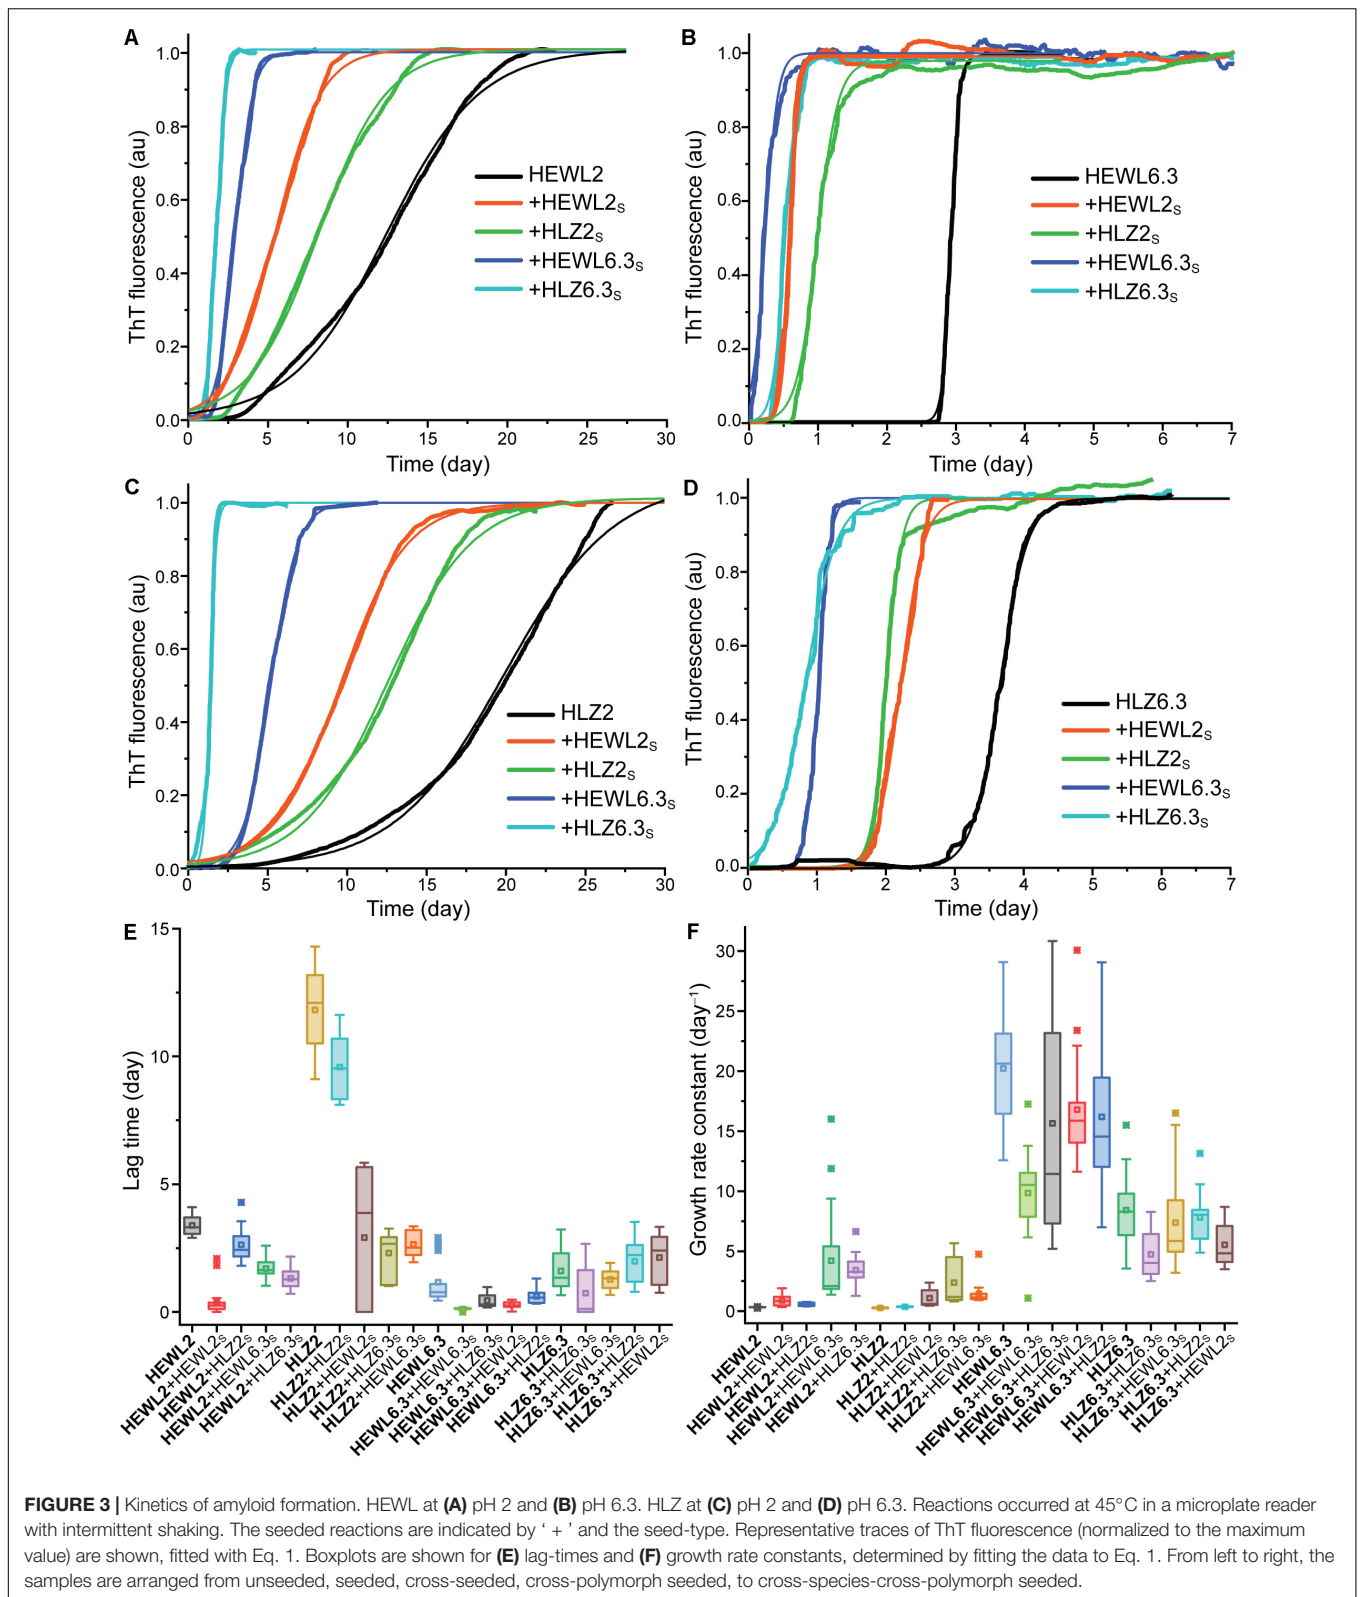 A
ThT fluorescence (au)
1.0
0.8
0.6
0.4
0.2
0.0
HEWL2
+HEWL2S
+HLZ2S
+HEWL6.3S
+HLZ6.3S
0 5 10 15 20 25 30
Time (day)
B
ThT fluorescence (au)
1.0
0.8
0.6
0.4
0.2
0.0
HEWL6.3
+HEWL2S
+HLZ2S
+HEWL6.3S
+HLZ6.3S
0 1 2 3 4 5 6 7
Time (day)
C
ThT fluorescence (au)
1.0
0.8
0.6
0.4
0.2
0.0
HLZ2
+HEWL2S
+HLZ2S
+HEWL6.3S
+HLZ6.3S
0 5 10 15 20 25 30
Time (day)
D
ThT fluorescence (au)
1.0
0.8
0.6
0.4
0.2
0.0
HLZ6.3
+HEWL2S
+HLZ2S
+HEWL6.3S
+HLZ6.3S
0 1 2 3 4 5 6 7
Time (day)
E
Lag time (day)
15
10
5
0
HEWL2
HEWL2+HEWL2S
HEWL2+HLZ2S
HEWL2+HEWL6.3S
HEWL2+HLZ6.3S
HLZ2
HLZ2+HLZ2S
HLZ2+HEWL2S
HLZ2+HLZ6.3S
HLZ2+HEWL6.3S
HEWL6.3
HEWL6.3+HEWL6.3S
HEWL6.3+HLZ6.3S
HEWL6.3+HEWL2S
HEWL6.3+HLZ2S
HLZ6.3
HLZ6.3+HLZ6.3S
HLZ6.3+HEWL6.3S
HLZ6.3+HLZ2S
HLZ6.3+HEWL2S
F
Growth rate constant (day⁻¹)
30
25
20
15
10
5
0
HEWL2
HEWL2+HEWL2S
HEWL2+HLZ2S
HEWL2+HEWL6.3S
HEWL2+HLZ6.3S
HLZ2
HLZ2+HLZ2S
HLZ2+HEWL2S
HLZ2+HLZ6.3S
HLZ2+HEWL6.3S
HEWL6.3
HEWL6.3+HEWL6.3S
HEWL6.3+HLZ6.3S
HEWL6.3+HEWL2S
HEWL6.3+HLZ2S
HLZ6.3
HLZ6.3+HLZ6.3S
HLZ6.3+HEWL6.3S
HLZ6.3+HLZ2S
HLZ6.3+HEWL2S
FIGURE 3 | Kinetics of amyloid formation. HEWL at (A) pH 2 and (B) pH 6.3. HLZ at (C) pH 2 and (D) pH 6.3. Reactions occurred at 45°C in a microplate reader
with intermittent shaking. The seeded reactions are indicated by ‘ + ’ and the seed-type. Representative traces of ThT fluorescence (normalized to the maximum
value) are shown, fitted with Eq. 1. Boxplots are shown for (E) lag-times and (F) growth rate constants, determined by fitting the data to Eq. 1. From left to right, the
samples are arranged from unseeded, seeded, cross-seeded, cross-polymorph seeded, to cross-species-cross-polymorph seeded.